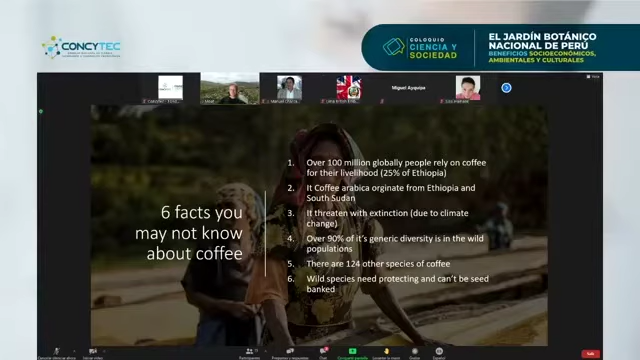 CONCYTEC
COLOQUIO
CIENCIA Y
SOCIEDAD
EL JARDÍN BOTÁNICO
NACIONAL DE PERÚ
BENEFICIOS SOCIOECONÓMICOS,
AMBIENTALES Y CULTURALES
Miguel Ayquipa
6 facts you
may not know
about coffee
1. Over 100 million globally people rely on coffee
for their livelihood (25% of Ethiopia)
2. It Coffee arabica orginate from Ethiopia and
South Sudan
3. It threaten with extinction (due to climate
change)
4. Over 90% of it's generic diversity is in the wild
populations
5. There are 124 other species of coffee
6. Wild species need protecting and can't be seed
banked
Participantes
Chat
Español
Salir